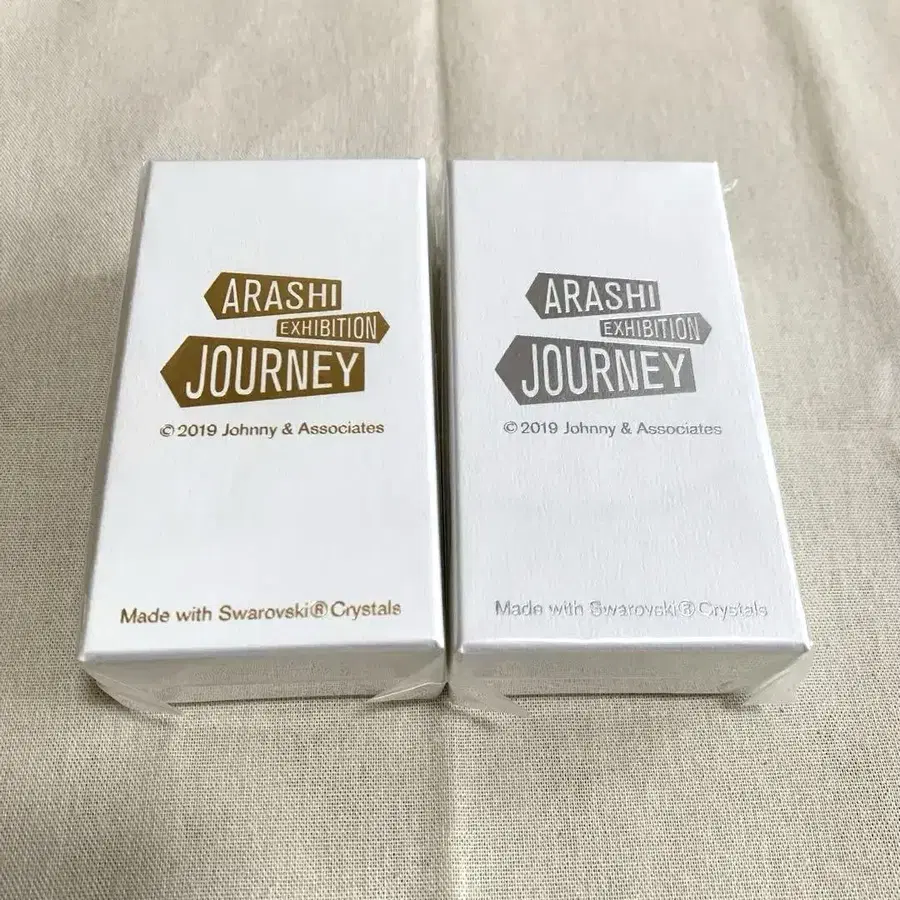 ARASHI
EXHIBITION
JOURNEY
© 2019 Johnny & Associates
Made with Swarovski® Crystals
ARASHI
EXHIBITION
JOURNEY
© 2019 Johnny & Associates
Made with Swarovski® Crystals